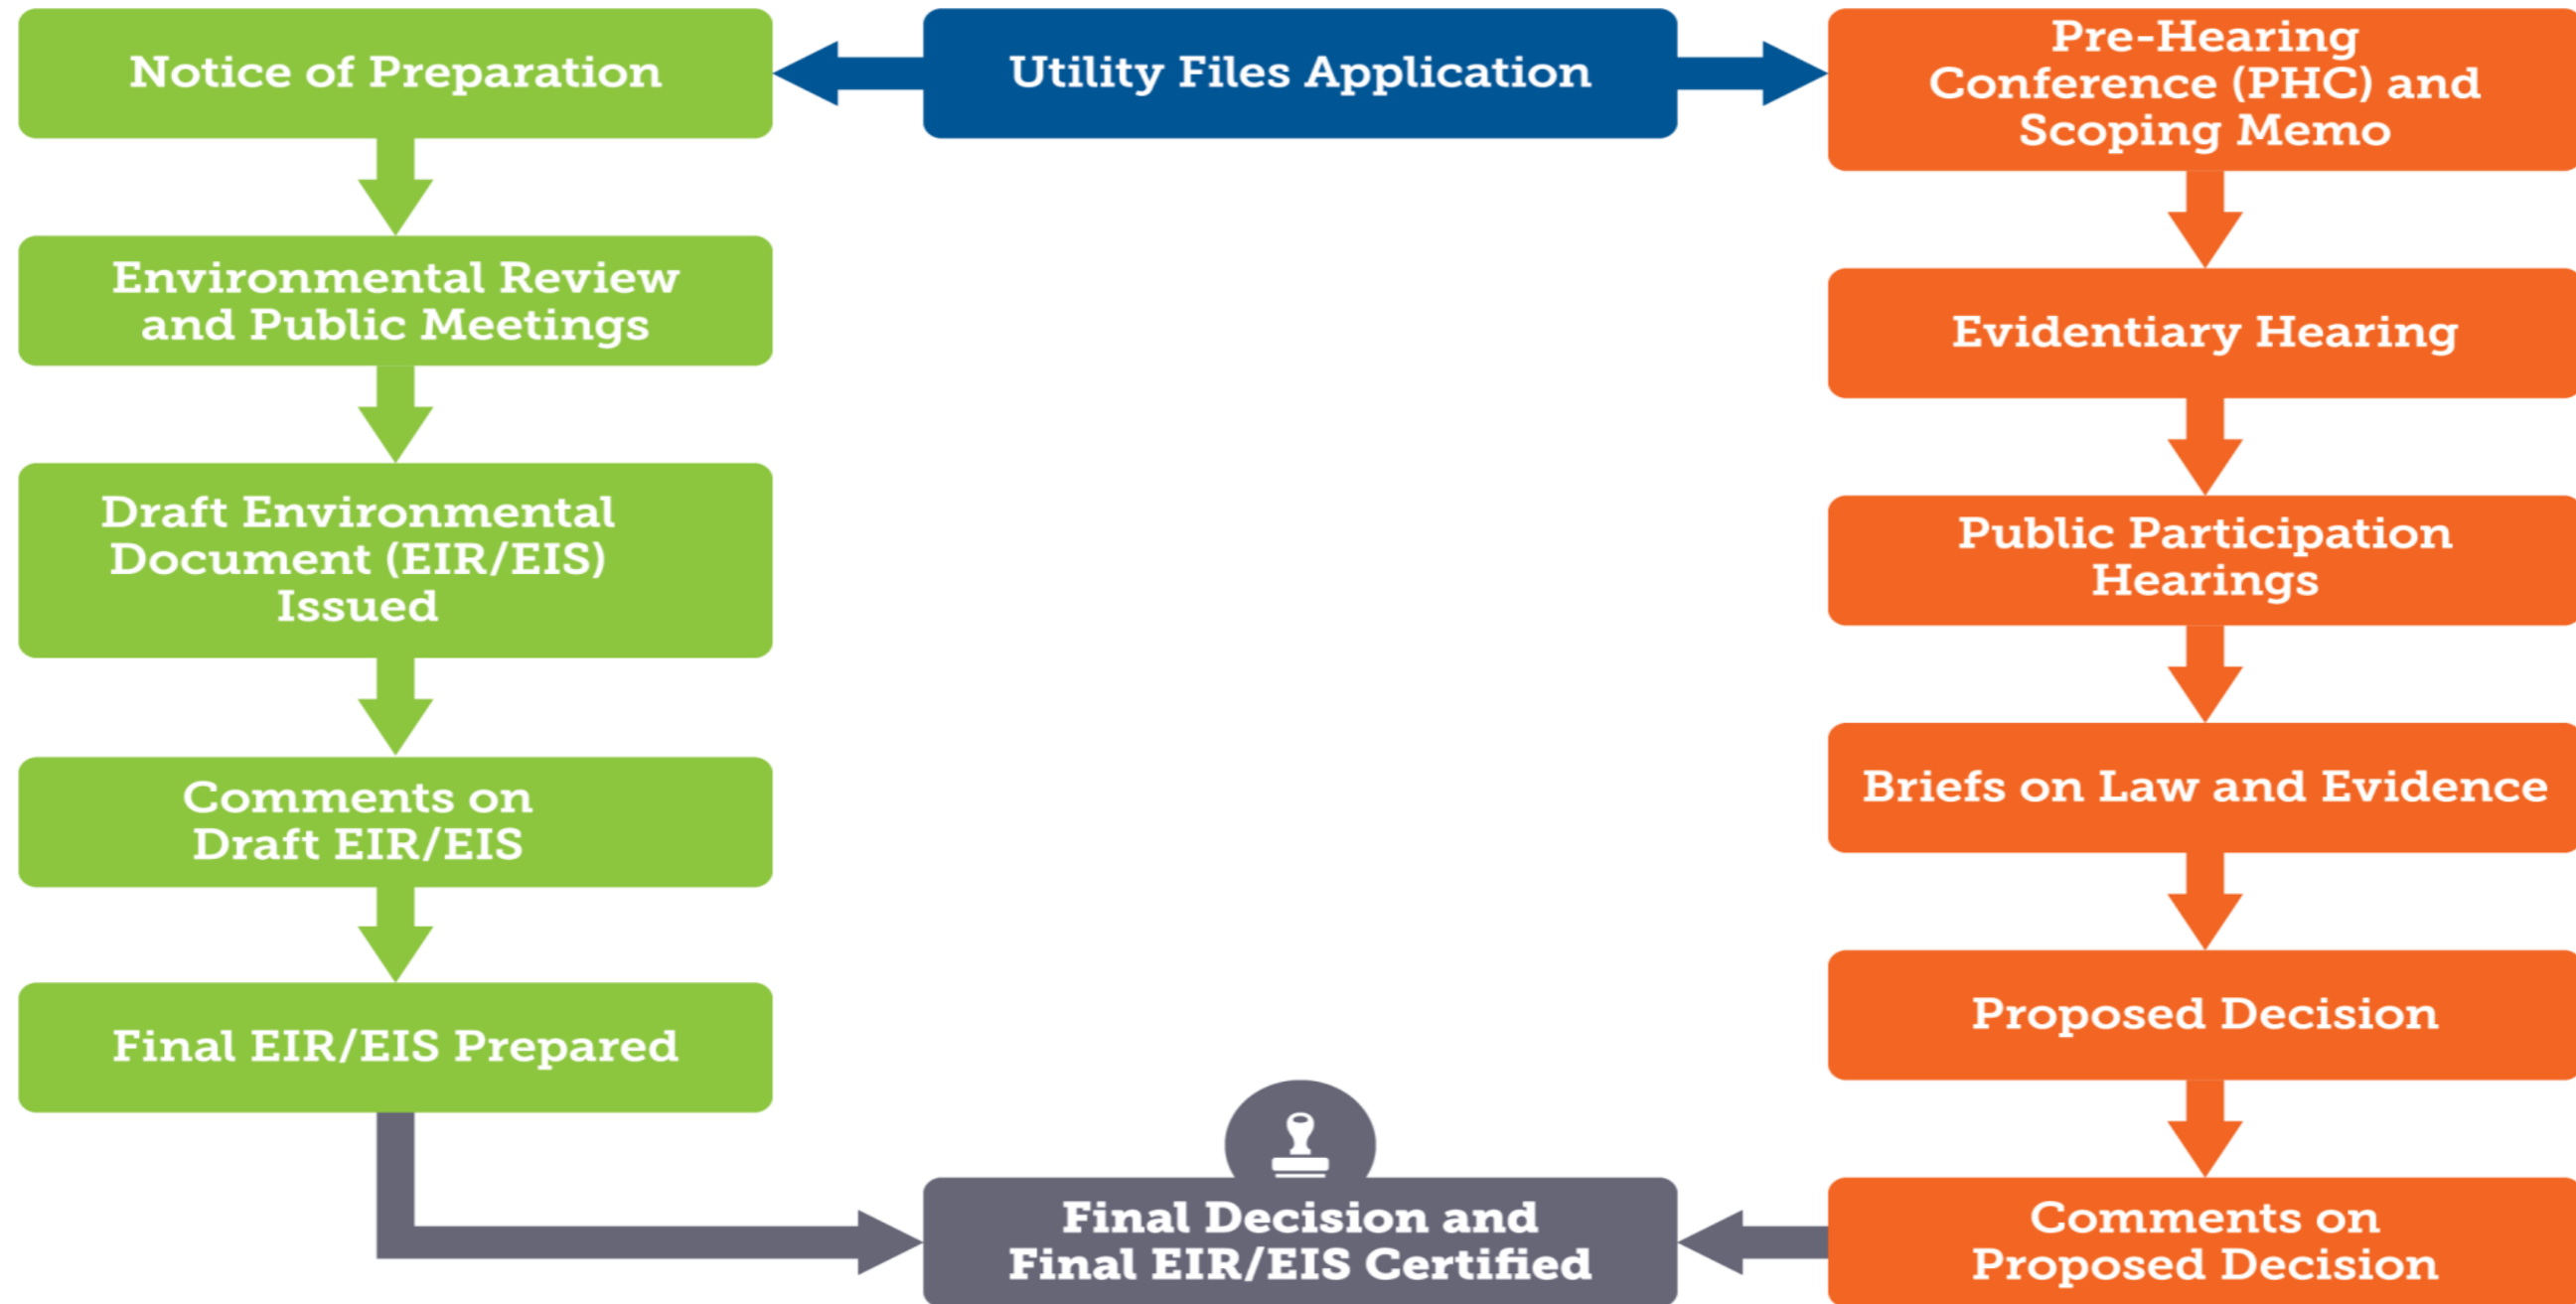 Notice of Preparation
Utility Files Application
Pre-Hearing
Conference (PHC) and
Scoping Memo
Environmental Review
and Public Meetings
Evidentiary Hearing
Draft Environmental
Document (EIR/EIS)
Issued
Public Participation
Hearings
Comments on
Draft EIR/EIS
Briefs on Law and Evidence
Final EIR/EIS Prepared
Proposed Decision
Final Decision and
Final EIR/EIS Certified
Comments on
Proposed Decision